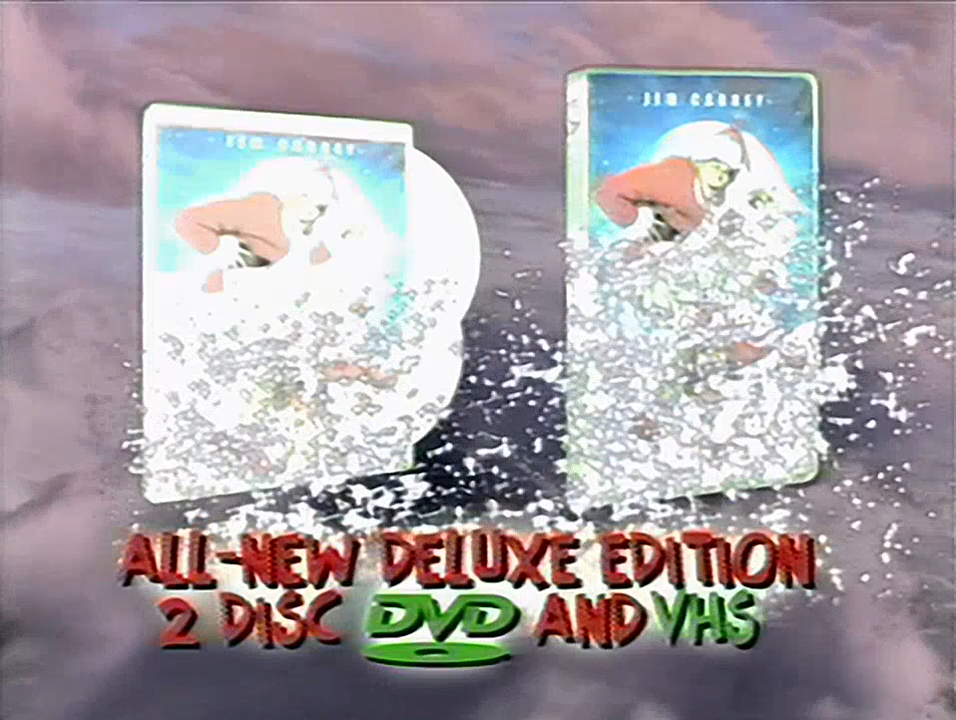 JIM CARREY
JIM CARREY
ALL-NEW DELUXE EDITION
2 DISC DVD AND VHS